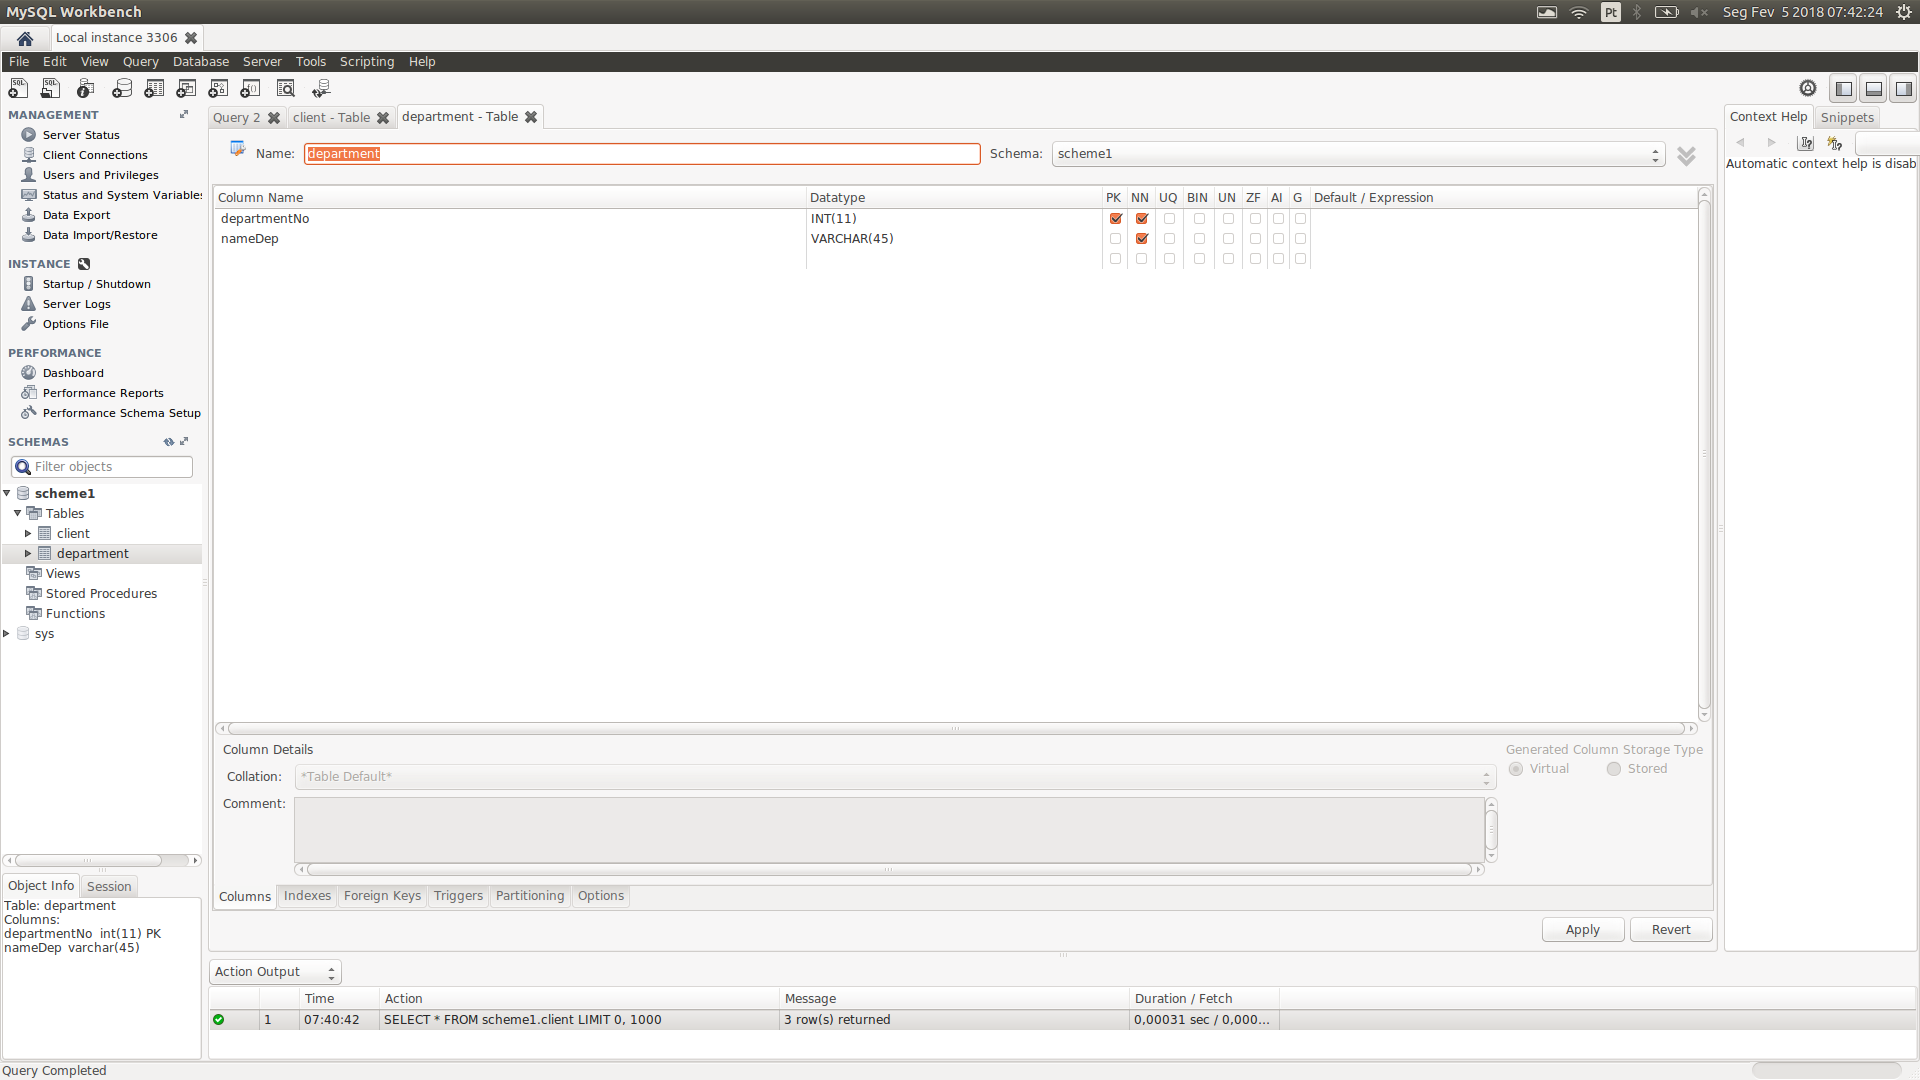 MySQL Workbench
Pt
Seg Fev 5 2018 07:42:24
Local instance 3306
File Edit View Query Database Server Tools Scripting Help
MANAGEMENT
Server Status
Client Connections
Users and Privileges
Status and System Variable
Data Export
Data Import/Restore
INSTANCE
Startup / Shutdown
Server Logs
Options File
PERFORMANCE
Dashboard
Performance Reports
Performance Schema Setup
SCHEMAS
Filter objects
scheme1
Tables
client
department
Views
Stored Procedures
Functions
sys
Object Info Session
Table: department
Columns:
departmentNo int(11) PK
nameDep varchar(45)
Query 2 client - Table department - Table
Name: department Schema: scheme1
Column Name Datatype PK NN UQ BIN UN ZF AI G Default / Expression
departmentNo INT(11)
nameDep VARCHAR(45)
Column Details
Collation: *Table Default*
Comment:
Generated Column Storage Type
Virtual Stored
Columns Indexes Foreign Keys Triggers Partitioning Options
Apply Revert
Context Help Snippets
Automatic context help is disab
Action Output
Time Action Message Duration / Fetch
1 07:40:42 SELECT * FROM scheme1.client LIMIT 0, 1000 3 row(s) returned 0,00031 sec / 0,000...
Query Completed